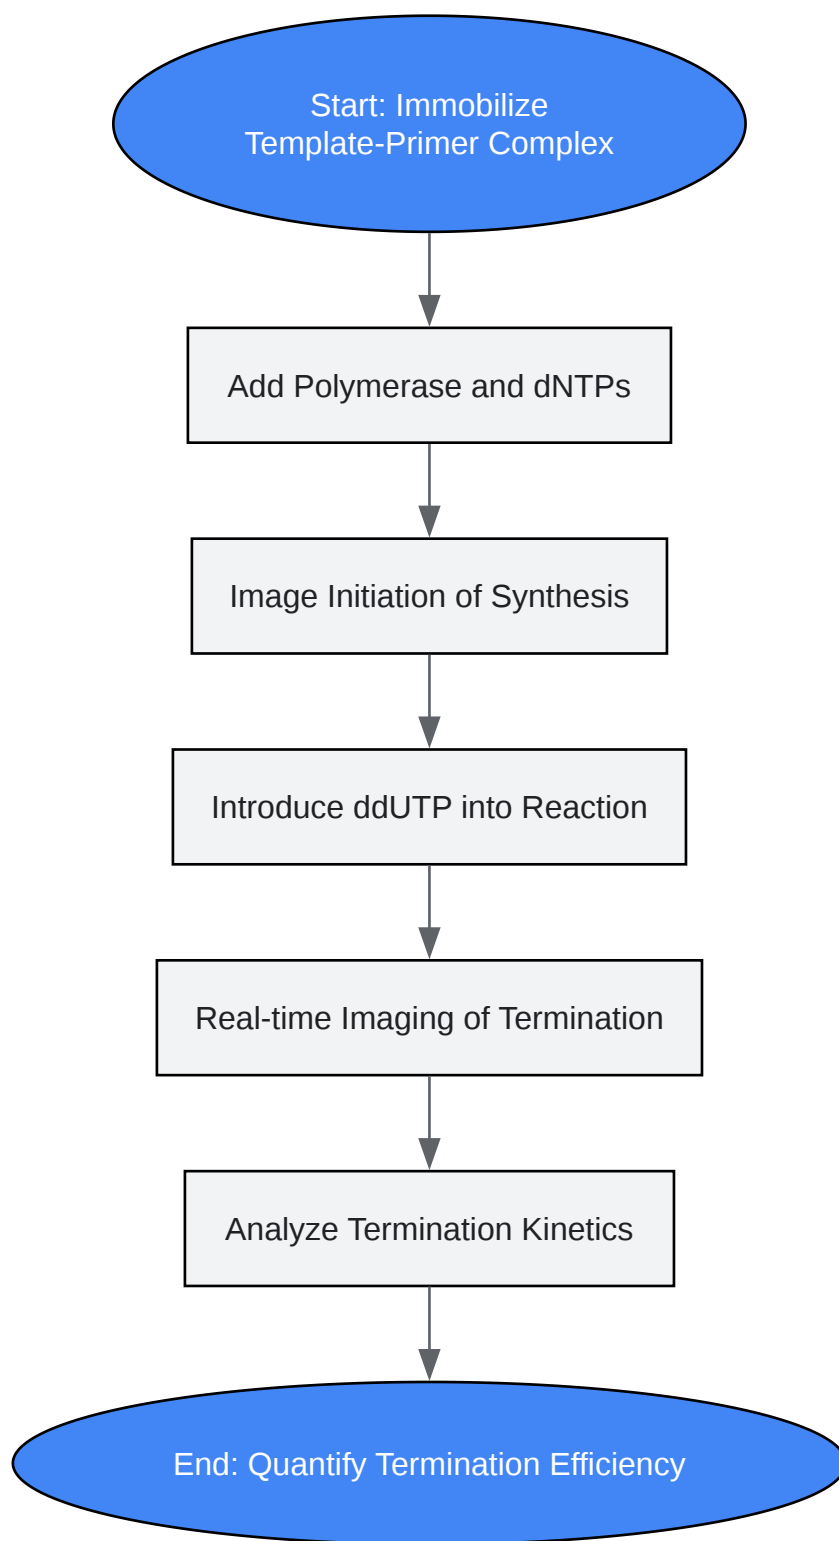 Start: Immobilize
Template-Primer Complex
Add Polymerase and dNTPs
Image Initiation of Synthesis
Introduce ddUTP into Reaction
Real-time Imaging of Termination
Analyze Termination Kinetics
End: Quantify Termination Efficiency